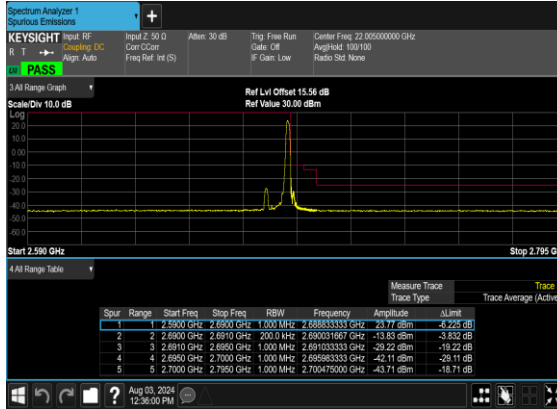 Spectrum Analyzer 1
Spurious Emissions
+
KEYSIGHT Input: RF Input Z: 50 Ω Atten: 30 dB Trig: Free Run Center Freq: 22.005000000 GHz
R T Coupling: DC Corr CCorr Gate: Off Avg|Hold: 100/100
Align: Auto Freq Ref: Int (S) IF Gain: Low Radio Std: None
PASS
3 All Range Graph
Ref Lvl Offset 15.56 dB
Scale/Div 10.0 dB Ref Value 30.00 dBm
Log
20.0
10.0
0.00
-10.0
-20.0
-30.0
-40.0
-50.0
-60.0
Start 2.590 GHz Stop 2.795 G
4 All Range Table
Measure Trace Trace
Trace Type Trace Average (Active
Spur Range Start Freq Stop Freq RBW Frequency Amplitude ΔLimit
1 1 2.5900 GHz 2.6900 GHz 1.000 MHz 2.688833333 GHz 23.77 dBm -6.225 dB
2 2 2.6900 GHz 2.6910 GHz 200.0 kHz 2.690031667 GHz -13.83 dBm -3.832 dB
3 3 2.6910 GHz 2.6950 GHz 1.000 MHz 2.691033333 GHz -29.22 dBm -19.22 dB
4 4 2.6950 GHz 2.7000 GHz 1.000 MHz 2.695983333 GHz -42.11 dBm -29.11 dB
5 5 2.7000 GHz 2.7950 GHz 1.000 MHz 2.700475000 GHz -43.71 dBm -18.71 dB
? Aug 03, 2024
12:36:00 PM